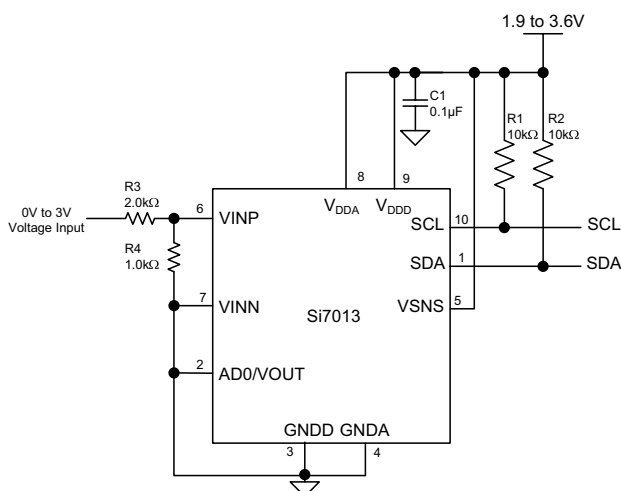 1.9 to 3.6V
C1
0.1µF
R1
10kΩ
R2
10kΩ
8
9
R3
2.0kΩ
0V to 3V
Voltage Input
6
VINP
VDDA
VDDD
SCL
10
SCL
R4
1.0kΩ
SDA
1
SDA
7
VINN
Si7013
VSNS
5
2
AD0/VOUT
GNDD
GNDA
3
4